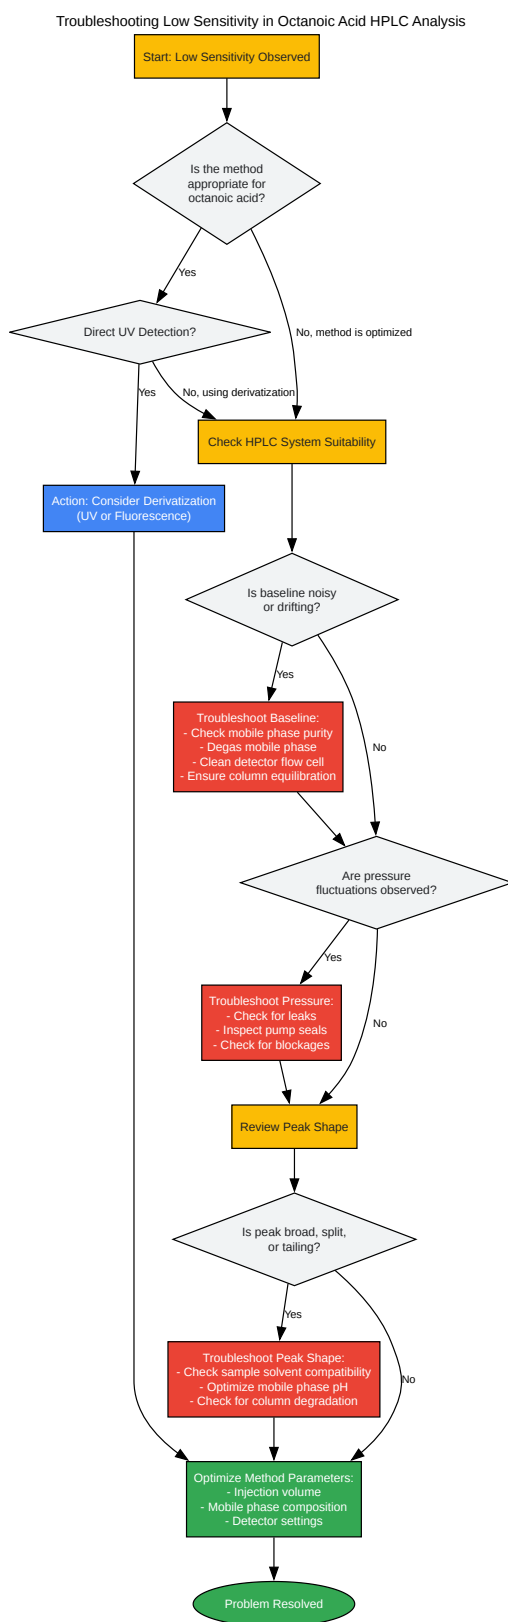 Troubleshooting Low Sensitivity in Octanoic Acid HPLC Analysis
Start: Low Sensitivity Observed
Is the method
appropriate for
octanoic acid?
Yes
No, method is optimized
Direct UV Detection?
Yes
No, using derivatization
Check HPLC System Suitability
Action: Consider Derivatization
(UV or Fluorescence)
Is baseline noisy
or drifting?
Yes
No
Troubleshoot Baseline:
- Check mobile phase purity
- Degas mobile phase
- Clean detector flow cell
- Ensure column equilibration
Are pressure
fluctuations observed?
Yes
No
Troubleshoot Pressure:
- Check for leaks
- Inspect pump seals
- Check for blockages
Review Peak Shape
Is peak broad, split,
or tailing?
Yes
No
Troubleshoot Peak Shape:
- Check sample solvent compatibility
- Optimize mobile phase pH
- Check for column degradation
Optimize Method Parameters:
- Injection volume
- Mobile phase composition
- Detector settings
Problem Resolved